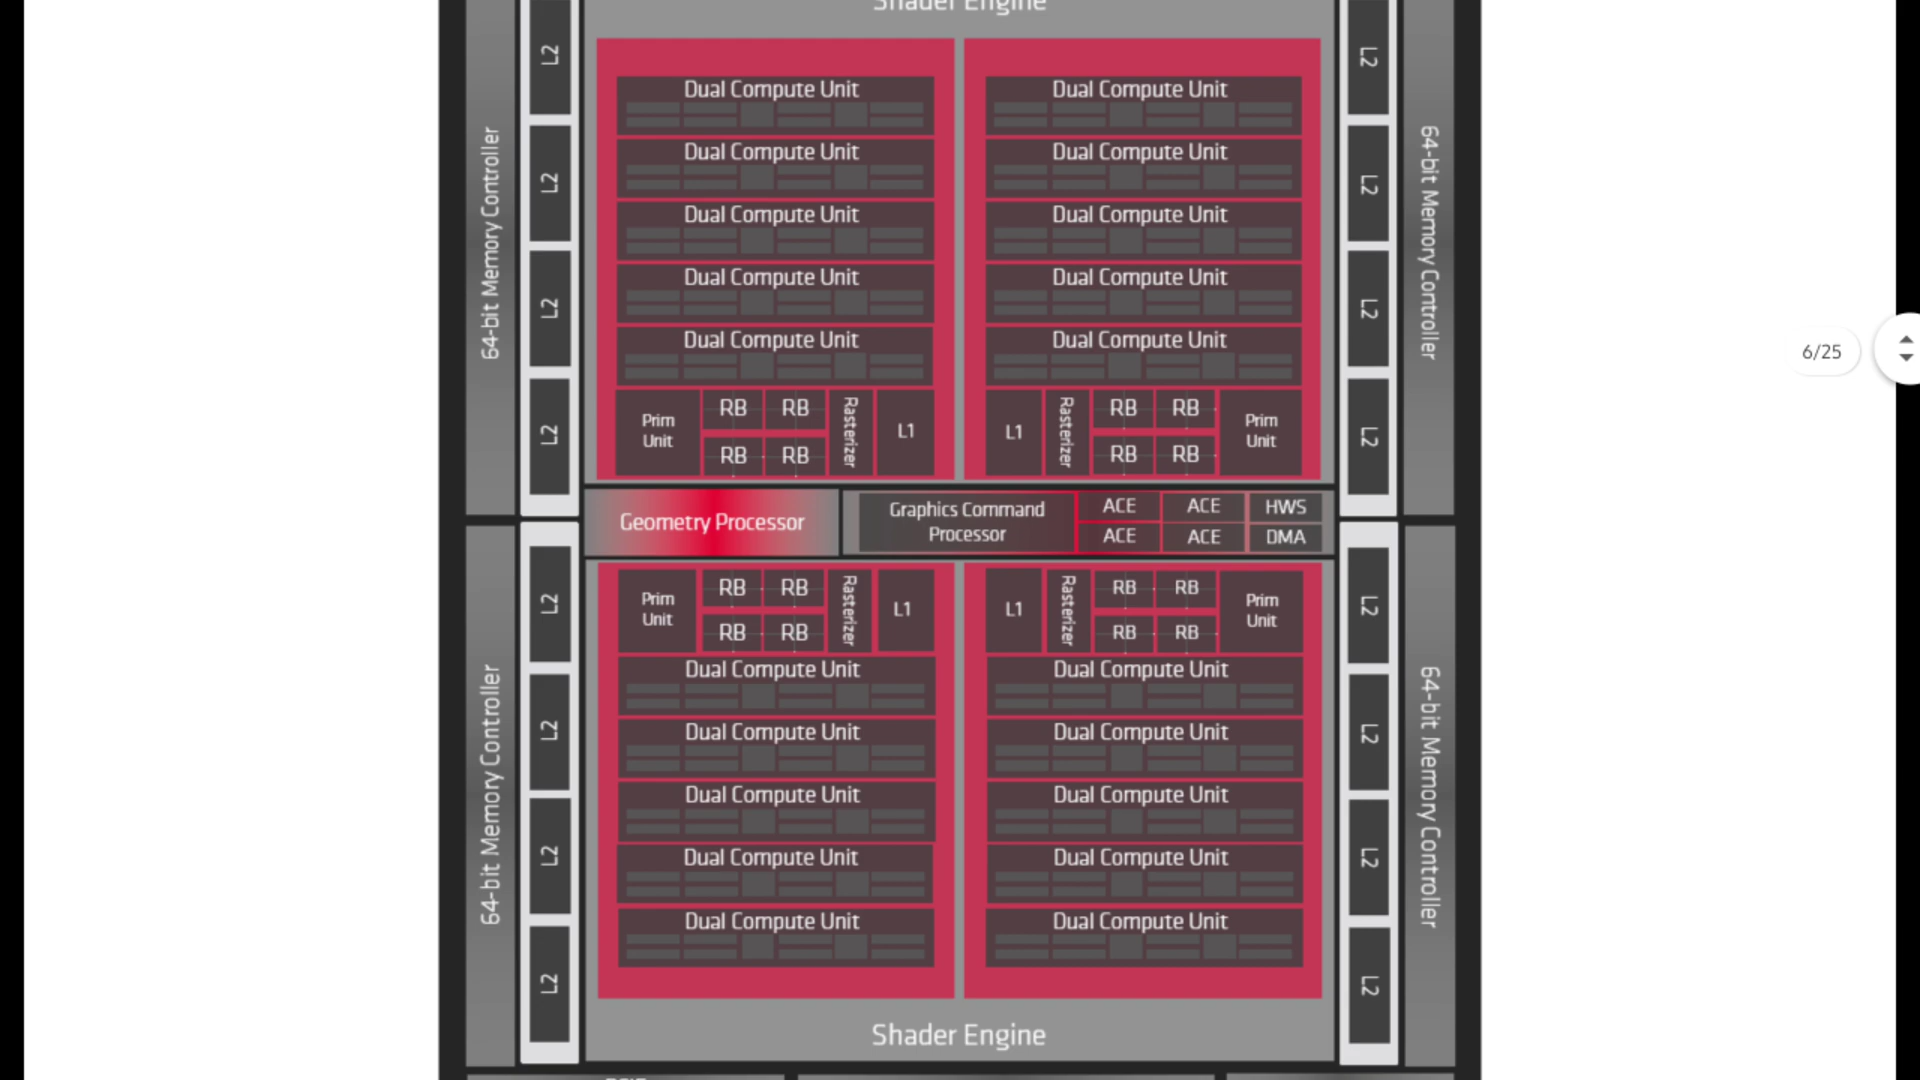 Shader Engine
L2
L2
L2
L2
64-bit Memory Controller
Dual Compute Unit
Dual Compute Unit
Dual Compute Unit
Dual Compute Unit
Dual Compute Unit
Prim
Unit
RB RB
RB RB
Rasterizer
L1
Dual Compute Unit
Dual Compute Unit
Dual Compute Unit
Dual Compute Unit
Dual Compute Unit
L1
Rasterizer
RB RB
RB RB
Prim
Unit
L2
L2
L2
L2
64-bit Memory Controller
6/25
Geometry Processor
Graphics Command
Processor
ACE ACE HWS
ACE ACE DMA
64-bit Memory Controller
L2
L2
L2
L2
Prim
Unit
RB RB
RB RB
Rasterizer
L1
Dual Compute Unit
Dual Compute Unit
Dual Compute Unit
Dual Compute Unit
Dual Compute Unit
L1
Rasterizer
RB RB
RB RB
Prim
Unit
Dual Compute Unit
Dual Compute Unit
Dual Compute Unit
Dual Compute Unit
Dual Compute Unit
L2
L2
L2
L2
64-bit Memory Controller
Shader Engine